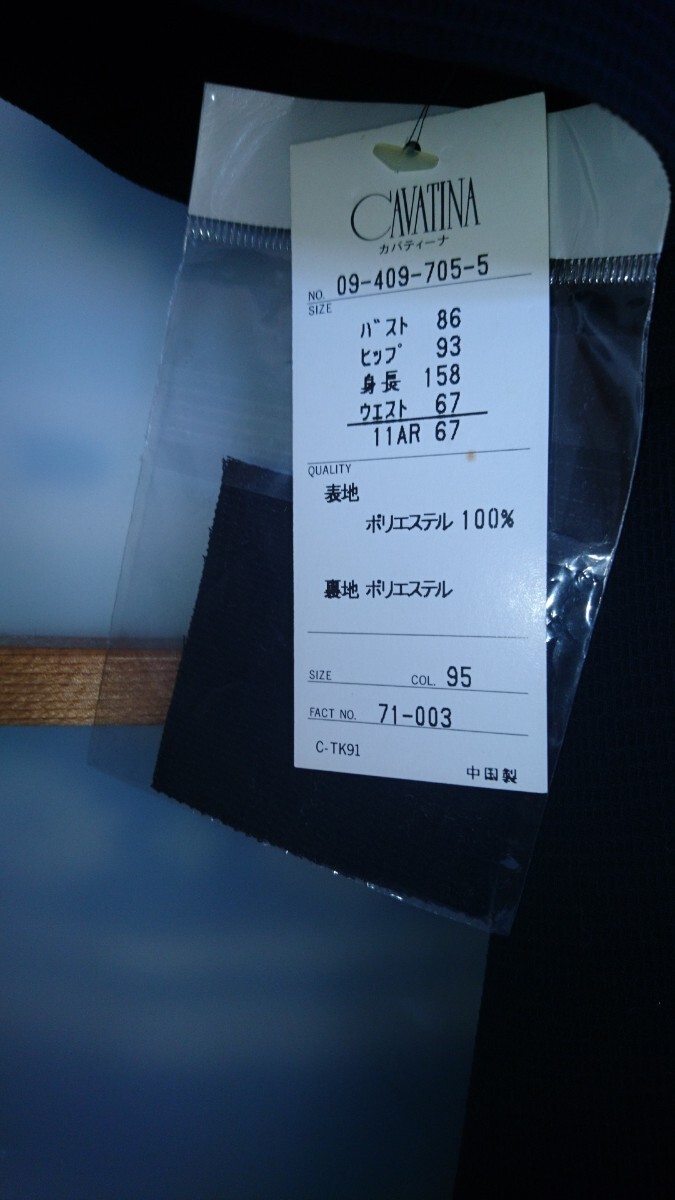 CAVATINA
カバティーナ
NO. 09-409-705-5
SIZE
バスト 86
ヒップ 93
身長 158
ウエスト 67
11AR 67
QUALITY
表地
ポリエステル 100%
裏地 ポリエステル
SIZE COL. 95
FACT NO. 71-003
C-TK91
中国製